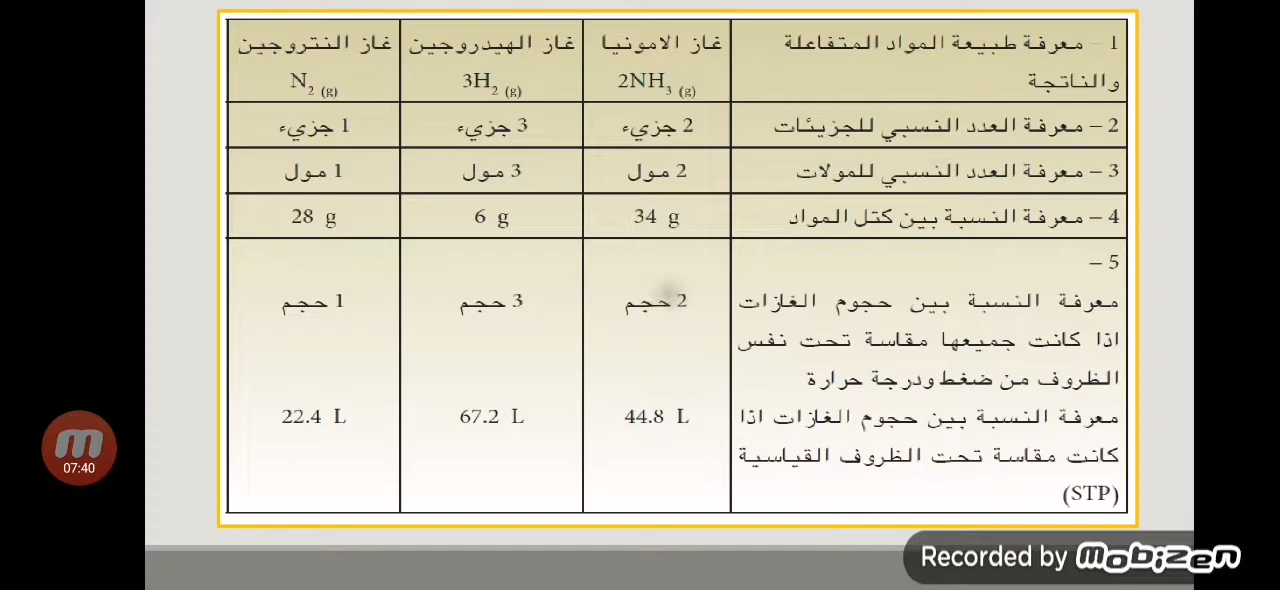 1 – معرفة طبيعة المواد المتفاعلة
والناتجة
غاز الامونيا
2NH3 (g)
غاز الهيدروجين
3H2 (g)
غاز النتروجين
N2 (g)
2 – معرفة العدد النسبي للجزيئات
2 جزيء
3 جزيء
1 جزيء
3 – معرفة العدد النسبي للمولات
2 مول
3 مول
1 مول
4 – معرفة النسبة بين كتل المواد
34 g
6 g
28 g
5 –
معرفة النسبة بين حجوم الغازات
اذا كانت جميعها مقاسة تحت نفس
الظروف من ضغط ودرجة حرارة
2 حجم
3 حجم
1 حجم
معرفة النسبة بين حجوم الغازات اذا
كانت مقاسة تحت الظروف القياسية
(STP)
44.8 L
67.2 L
22.4 L
07:40
Recorded by mobizen